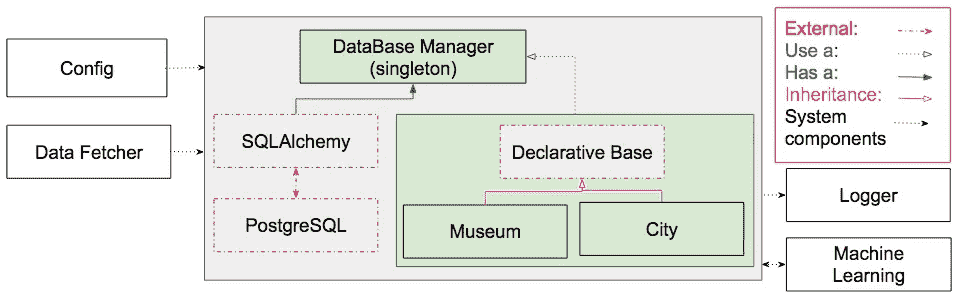 Config
Data Fetcher
DataBase Manager
(singleton)
SQLAlchemy
PostgreSQL
Declarative Base
Museum
City
External:
Use a:
Has a:
Inheritance:
System
components
Logger
Machine
Learning